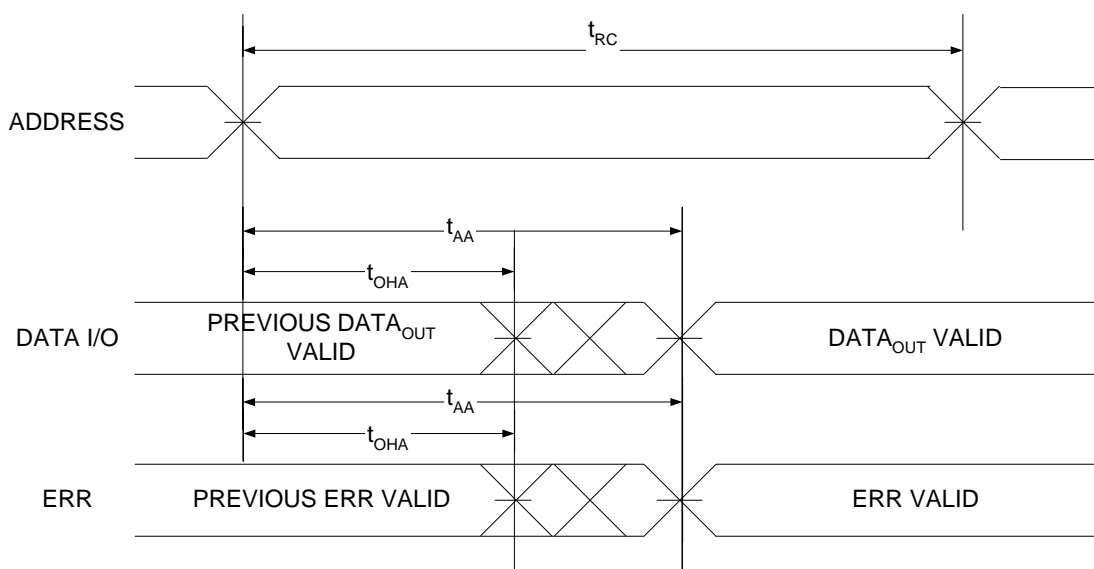 tRC
ADDRESS
tAA
tOHA
DATA I/O
PREVIOUS DATAOUT
VALID
DATAOUT VALID
tAA
tOHA
ERR
PREVIOUS ERR VALID
ERR VALID